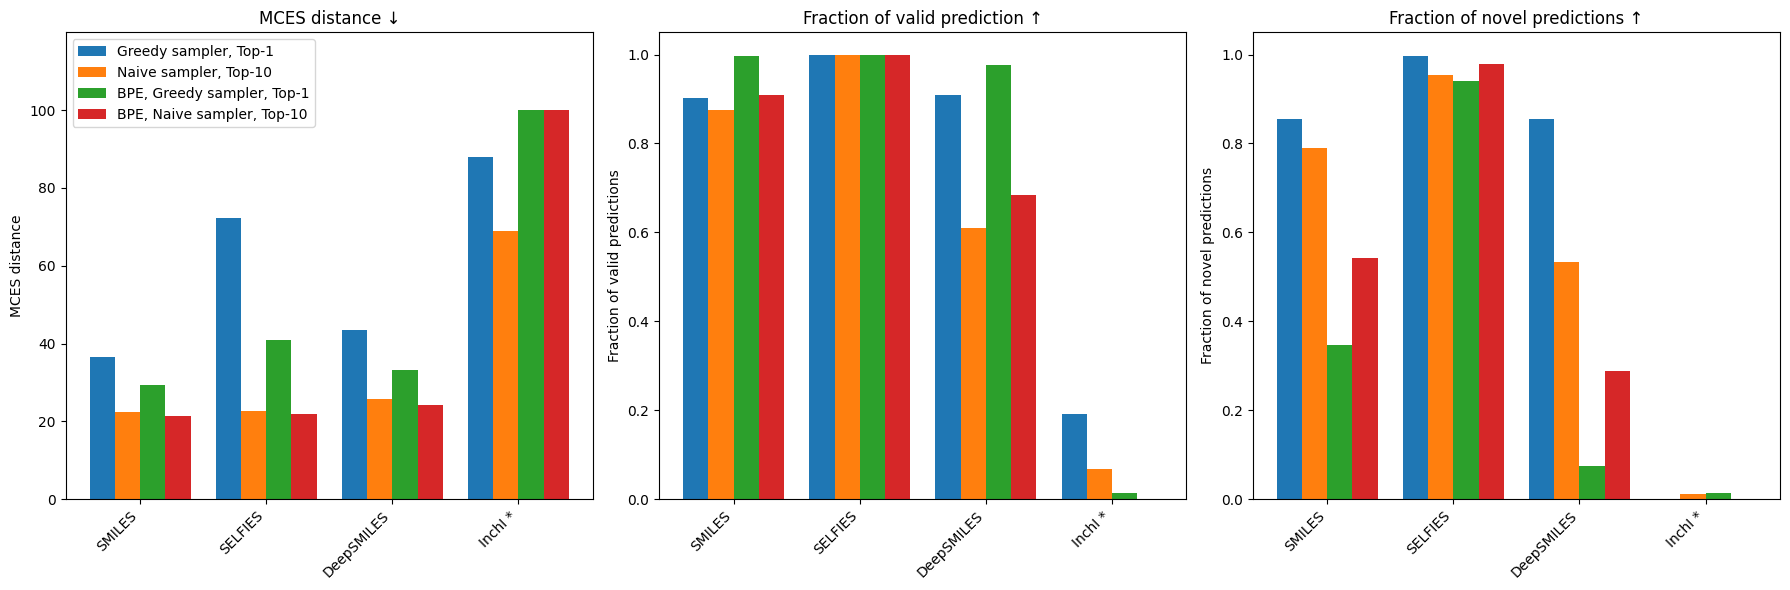 MCES distance ↓
MCES distance
100
80
60
40
20
0
Greedy sampler, Top-1
Naive sampler, Top-10
BPE, Greedy sampler, Top-1
BPE, Naive sampler, Top-10
SMILES
SELFIES
DeepSMILES
InchI *
Fraction of valid prediction ↑
Fraction of valid predictions
1.0
0.8
0.6
0.4
0.2
0.0
SMILES
SELFIES
DeepSMILES
InchI *
Fraction of novel predictions ↑
Fraction of novel predictions
1.0
0.8
0.6
0.4
0.2
0.0
SMILES
SELFIES
DeepSMILES
InchI *